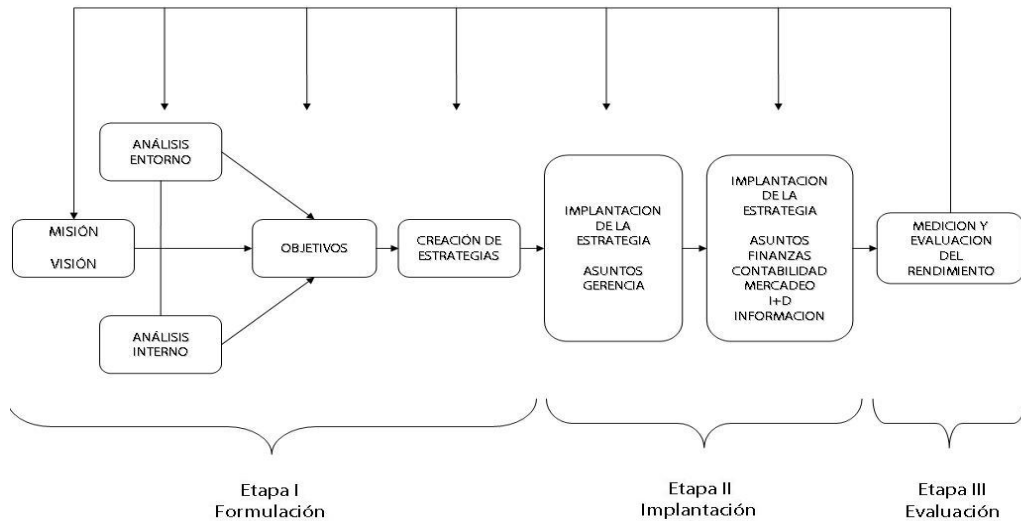 ANÁLISIS
ENTORNO
MISIÓN
VISIÓN
ANÁLISIS
INTERNO
OBJETIVOS
CREACIÓN DE
ESTRATEGIAS
IMPLANTACION
DE LA
ESTRATEGIA
ASUNTOS
GERENCIA
IMPLANTACION
DE LA
ESTRATEGIA
ASUNTOS
FINANZAS
CONTABILIDAD
MERCADEO
I+D
INFORMACION
MEDICION Y
EVALUACION
DEL
RENDIMIENTO
Etapa I
Formulación
Etapa II
Implantación
Etapa III
Evaluación